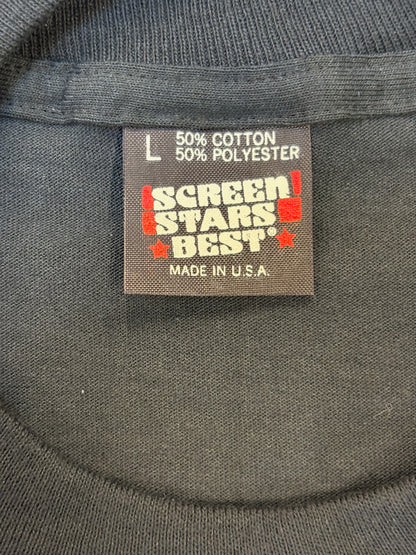 L 50% COTTON
50% POLYESTER
SCREEN
STARS
BEST®
MADE IN U.S.A.